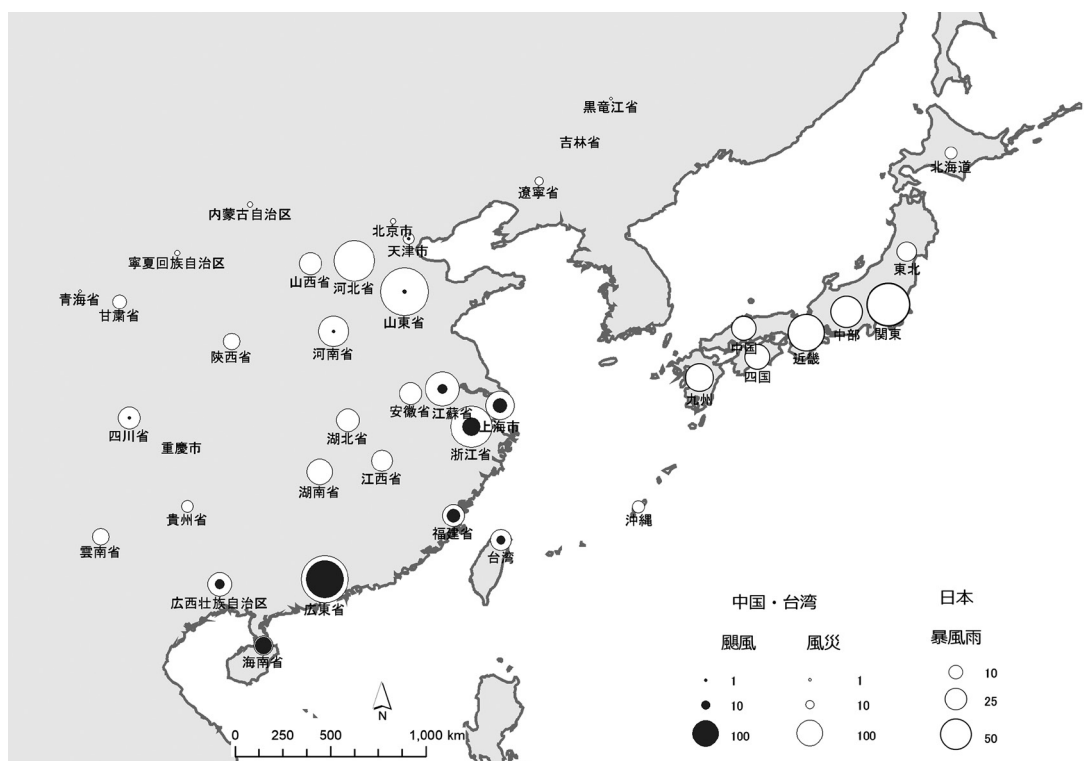 黒竜江省
吉林省
北海道
遼寧省
内蒙古自治区
北京市
天津市
東北
寧夏回族自治区
山西省
河北省
青海省
甘粛省
山東省
中部
関東
陝西省
河南省
中国
近畿
四国
九州
安徽省
江蘇省
上海市
四川省
湖北省
重慶市
浙江省
江西省
湖南省
貴州省
沖縄
福建省
雲南省
台湾
広西壮族自治区
広東省
海南省
中国・台湾
日本
颶風
風災
暴風雨
1
1
10
10
10
25
100
100
50
N
0 250 500 1,000 km